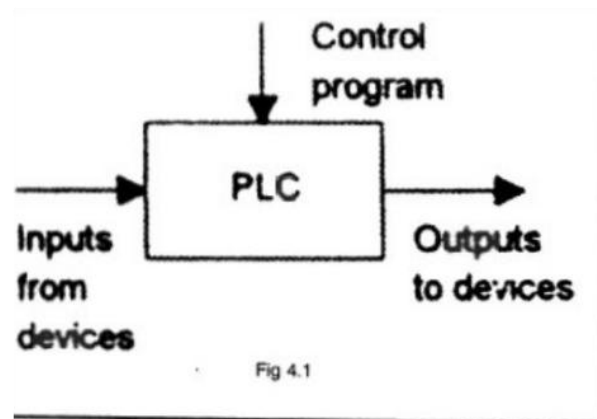 Control
program
PLC
Inputs
from
devices
Outputs
to devices
Fig 4.1